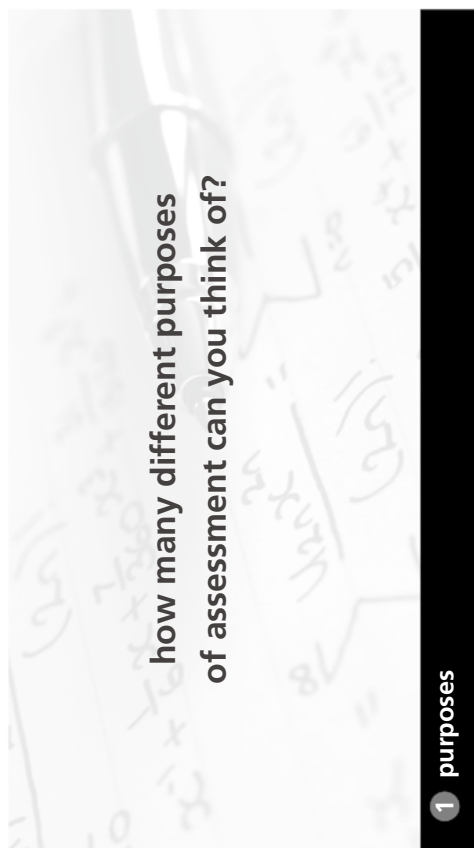 how many different purposes
of assessment can you think of?
1 purposes